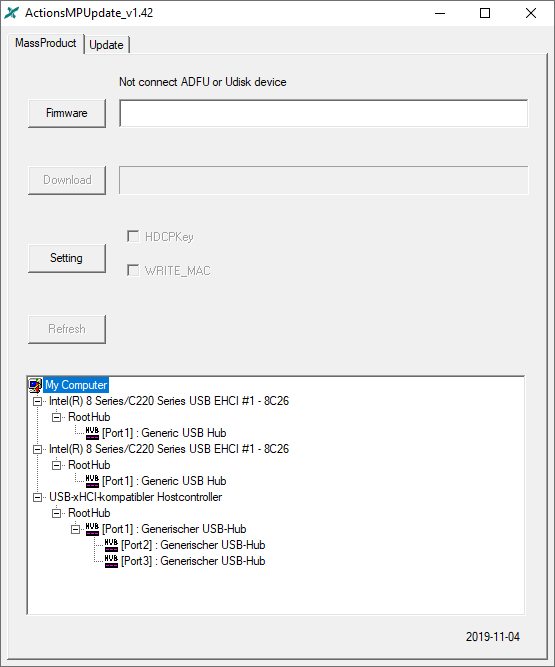 ActionsMPUpdate_v1.42
MassProduct
Update
Not connect ADFU or Udisk device
Firmware
Download
HDCPKey
Setting
WRITE_MAC
Refresh
My Computer
Intel(R) 8 Series/C220 Series USB EHCI #1 - 8C26
RootHub
HUB [Port1] : Generic USB Hub
Intel(R) 8 Series/C220 Series USB EHCI #1 - 8C26
RootHub
HUB [Port1] : Generic USB Hub
USB-xHCI-kompatibler Hostcontroller
RootHub
HUB [Port1] : Generischer USB-Hub
HUB [Port2] : Generischer USB-Hub
HUB [Port3] : Generischer USB-Hub
2019-11-04